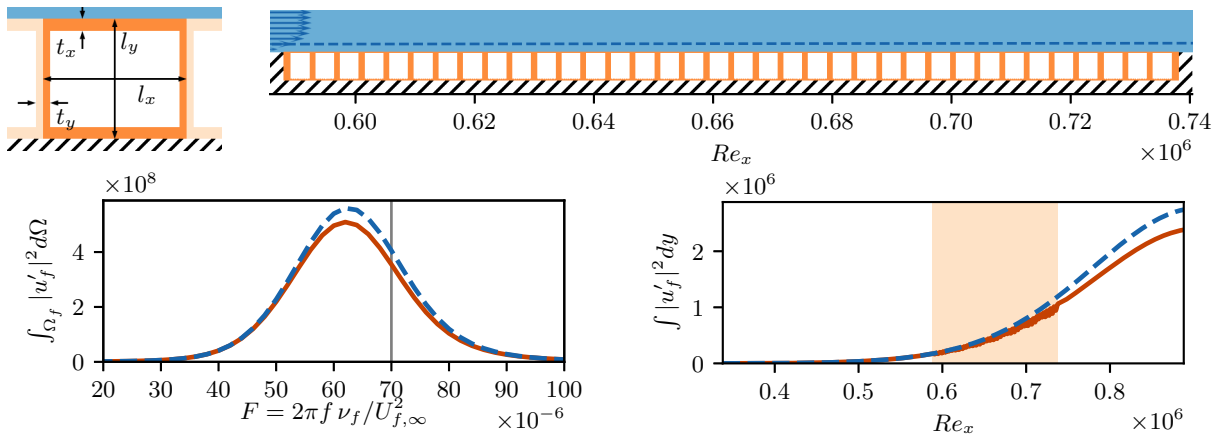 t_x
l_y
l_x
t_y
0.60 0.62 0.64 0.66 0.68 0.70 0.72 0.74
Re_x ×10^6
×10^8
4
2
0
∫_{Ω_f} |u'_f|^2 dΩ
20 30 40 50 60 70 80 90 100
F = 2πf ν_f/U^2_{f,∞} ×10^{-6}
×10^6
2
1
0
∫ |u'_f|^2 dy
0.4 0.5 0.6 0.7 0.8
Re_x ×10^6